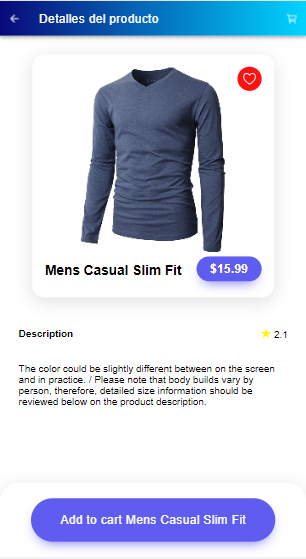 Detalles del producto
Mens Casual Slim Fit
$15.99
Description
2.1
The color could be slightly different between on the screen
and in practice. / Please note that body builds vary by
person, therefore, detailed size information should be
reviewed below on the product description.
Add to cart Mens Casual Slim Fit